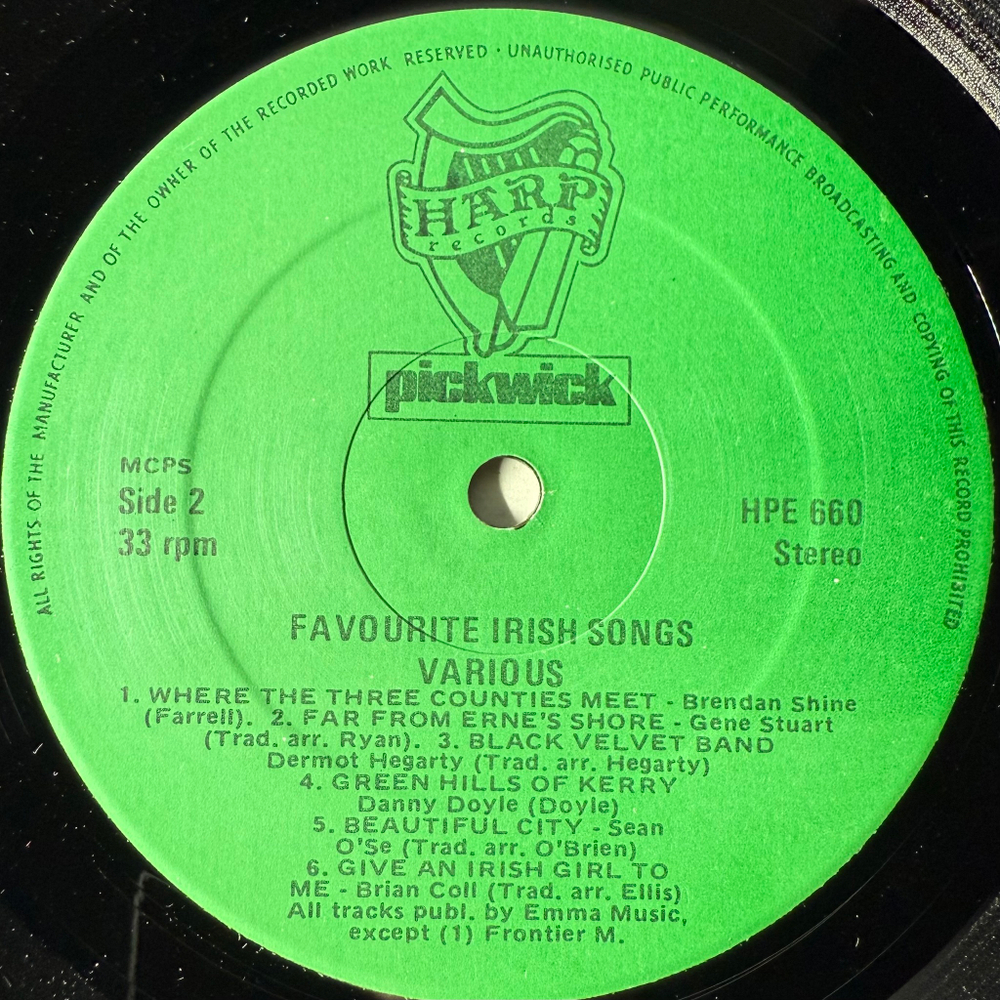 ALL RIGHTS OF THE MANUFACTURER AND OF THE OWNER OF THE RECORDED WORK RESERVED · UNAUTHORISED PUBLIC PERFORMANCE BROADCASTING AND COPYING OF THIS RECORD PROHIBITED
HARP
records
pickwick
MCPS
Side 2
33 rpm
HPE 660
Stereo
FAVOURITE IRISH SONGS
VARIOUS
1. WHERE THE THREE COUNTIES MEET - Brendan Shine
(Farrell). 2. FAR FROM ERNE'S SHORE - Gene Stuart
(Trad. arr. Ryan). 3. BLACK VELVET BAND
Dermot Hegarty (Trad. arr. Hegarty)
4. GREEN HILLS OF KERRY
Danny Doyle (Doyle)
5. BEAUTIFUL CITY - Sean
O'Se (Trad. arr. O'Brien)
6. GIVE AN IRISH GIRL TO
ME - Brian Coll (Trad. arr. Ellis)
All tracks publ. by Emma Music,
except (1) Frontier M.